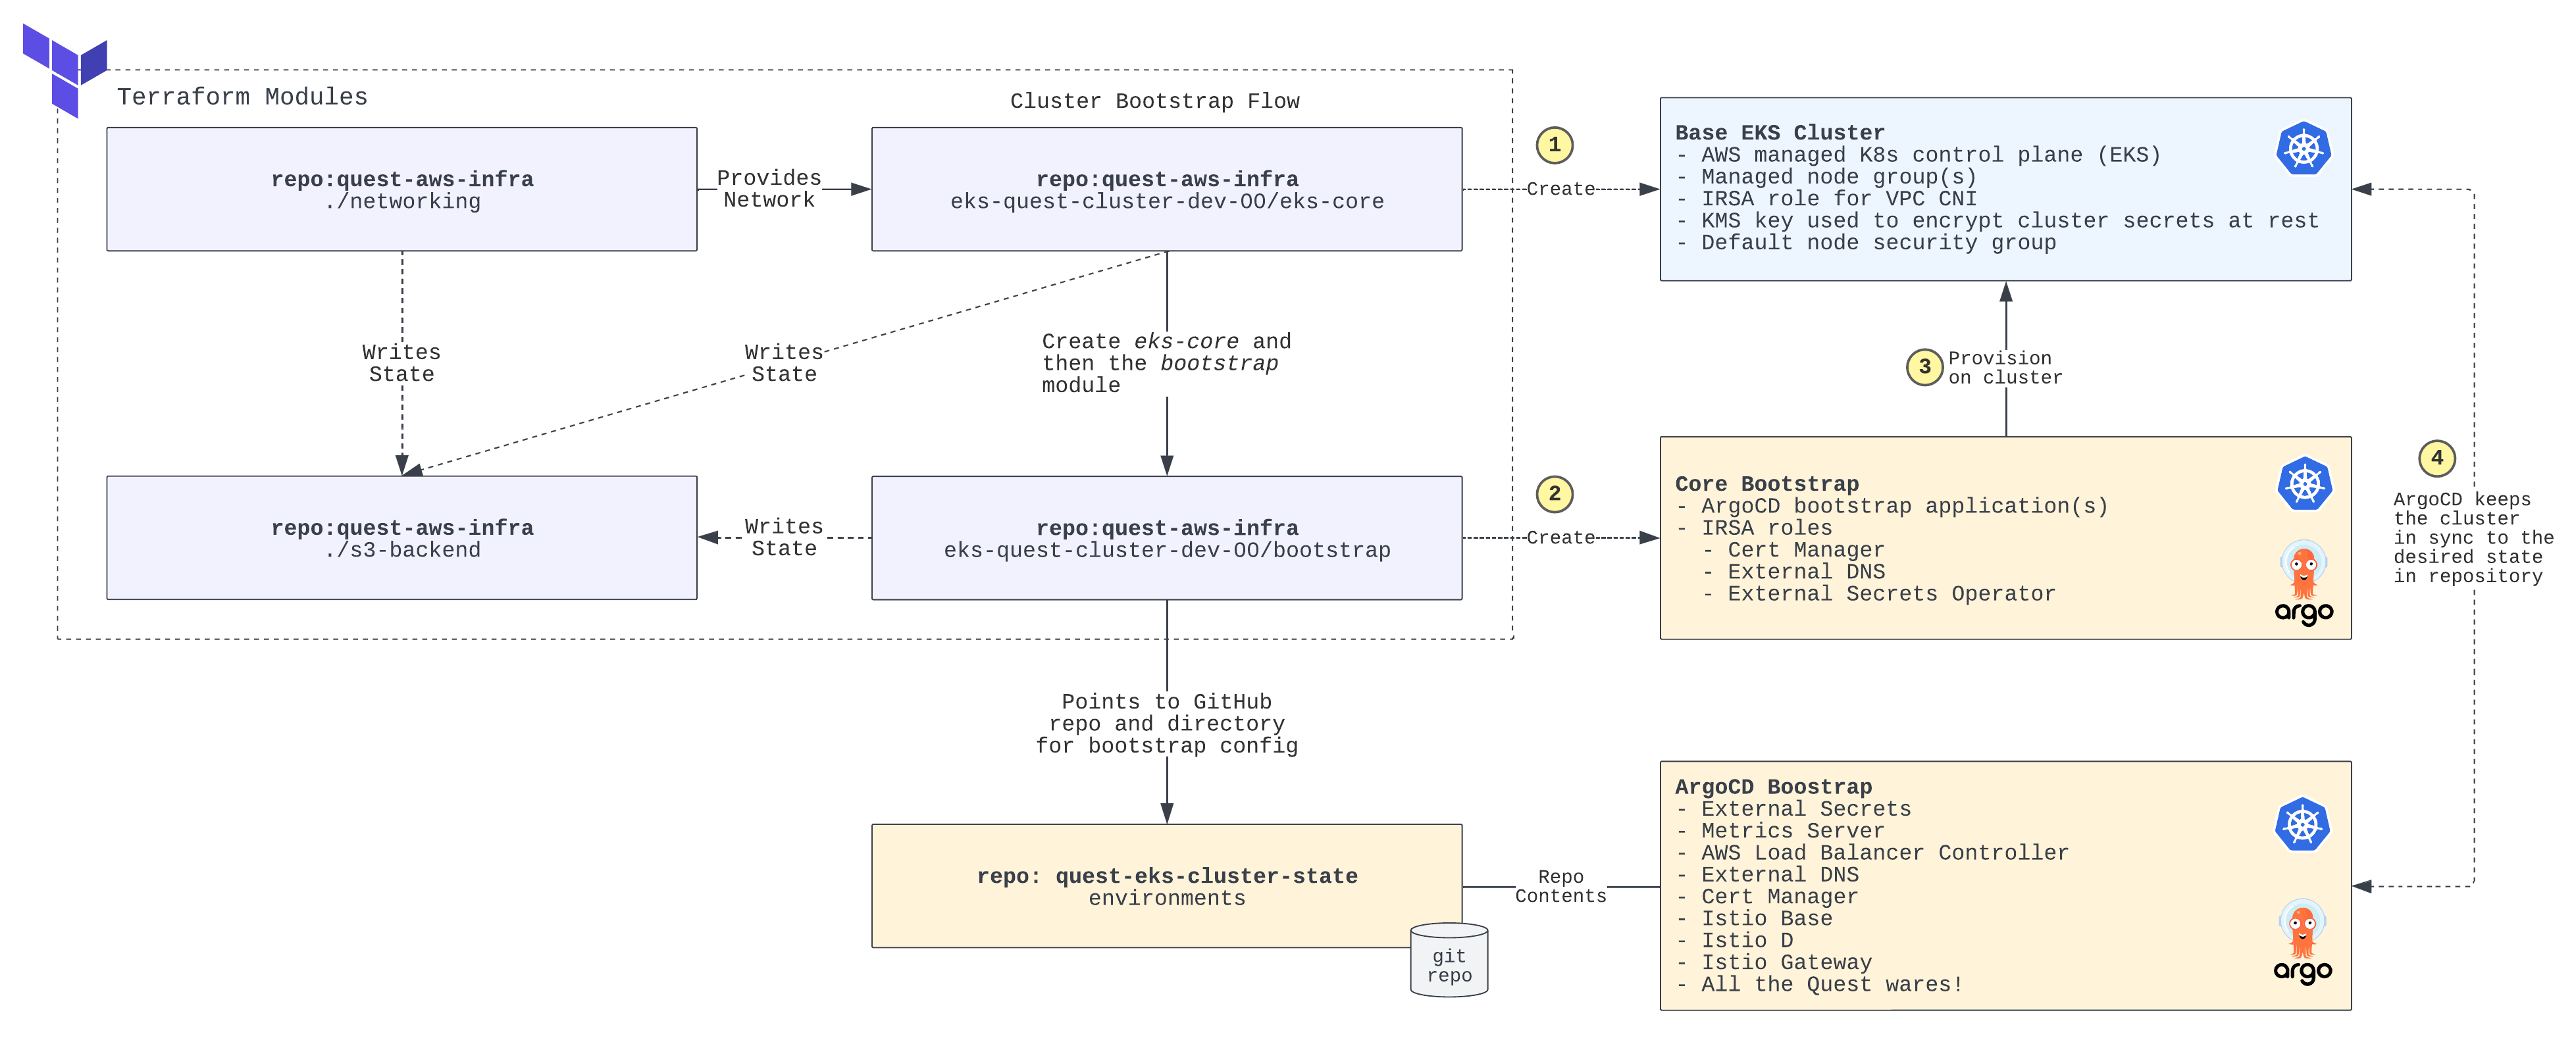 Terraform Modules
Cluster Bootstrap Flow
repo:quest-aws-infra
./networking
Provides
Network
repo:quest-aws-infra
eks-quest-cluster-dev-OO/eks-core
1
Create
Base EKS Cluster
- AWS managed K8s control plane (EKS)
- Managed node group(s)
- IRSA role for VPC CNI
- KMS key used to encrypt cluster secrets at rest
- Default node security group
Writes
State
Writes
State
Create eks-core and
then the bootstrap
module
3
Provision
on cluster
4
ArgoCD keeps
the cluster
in sync to the
desired state
in repository
repo:quest-aws-infra
./s3-backend
Writes
State
repo:quest-aws-infra
eks-quest-cluster-dev-OO/bootstrap
2
Create
Core Bootstrap
- ArgoCD bootstrap application(s)
- IRSA roles
- Cert Manager
- External DNS
- External Secrets Operator
argo
Points to GitHub
repo and directory
for bootstrap config
repo: quest-eks-cluster-state
environments
git
repo
Repo
Contents
ArgoCD Boostrap
- External Secrets
- Metrics Server
- AWS Load Balancer Controller
- External DNS
- Cert Manager
- Istio Base
- Istio D
- Istio Gateway
- All the Quest wares!
argo